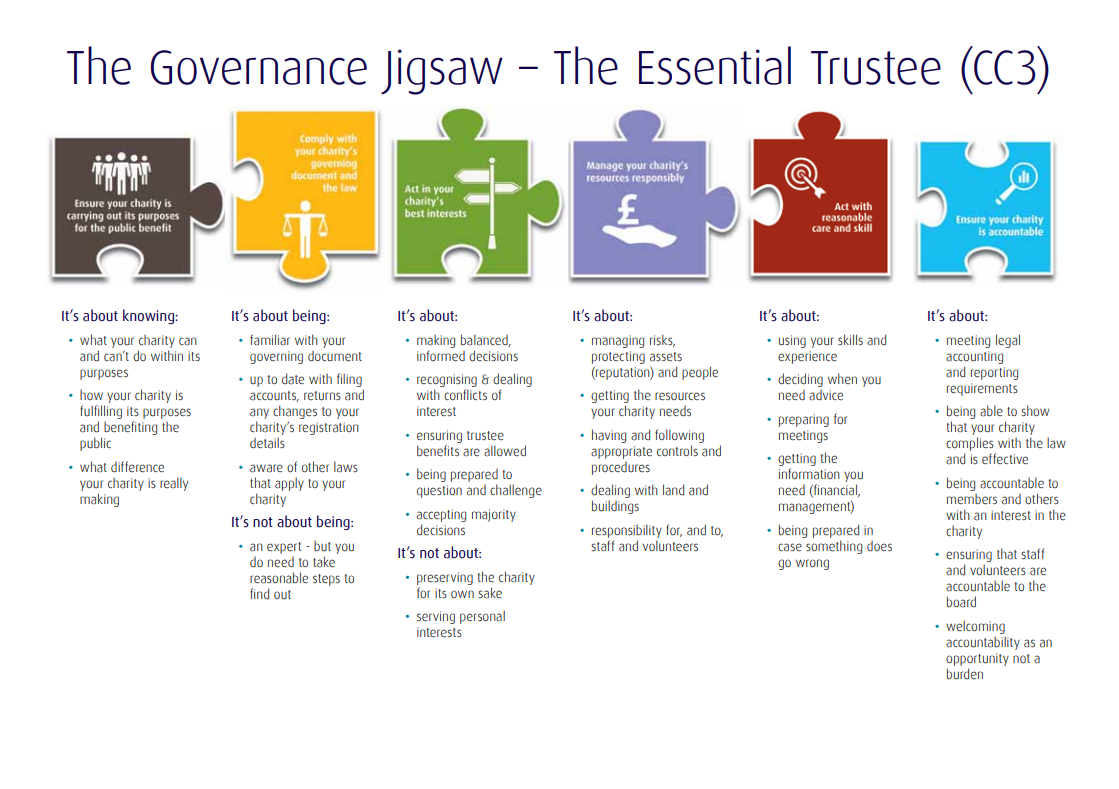 The Governance Jigsaw – The Essential Trustee (CC3)
Ensure your charity is
carrying out its purposes
for the public benefit
Comply with
your charity's
governing
document and
the law
Act in your
charity's
best interests
Manage your charity's
resources responsibly
£
Act with
reasonable
care and skill
Ensure your charity
is accountable
It's about knowing:
• what your charity can
and can't do within its
purposes
• how your charity is
fulfilling its purposes
and benefiting the
public
• what difference
your charity is really
making
It's about being:
• familiar with your
governing document
• up to date with filing
accounts, returns and
any changes to your
charity's registration
details
• aware of other laws
that apply to your
charity
It's not about being:
• an expert - but you
do need to take
reasonable steps to
find out
It's about:
• making balanced,
informed decisions
• recognising & dealing
with conflicts of
interest
• ensuring trustee
benefits are allowed
• being prepared to
question and challenge
• accepting majority
decisions
It's not about:
• preserving the charity
for its own sake
• serving personal
interests
It's about:
• managing risks,
protecting assets
(reputation) and people
• getting the resources
your charity needs
• having and following
appropriate controls and
procedures
• dealing with land and
buildings
• responsibility for, and to,
staff and volunteers
It's about:
• using your skills and
experience
• deciding when you
need advice
• preparing for
meetings
• getting the
information you
need (financial,
management)
• being prepared in
case something does
go wrong
It's about:
• meeting legal
accounting
and reporting
requirements
• being able to show
that your charity
complies with the law
and is effective
• being accountable to
members and others
with an interest in the
charity
• ensuring that staff
and volunteers are
accountable to the
board
• welcoming
accountability as an
opportunity not a
burden